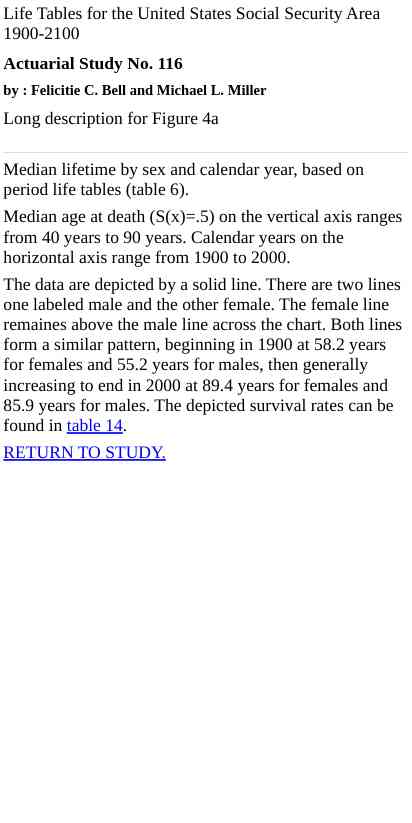 Life Tables for the United States Social Security Area
1900-2100
Actuarial Study No. 116
by : Felicitie C. Bell and Michael L. Miller
Long description for Figure 4a
Median lifetime by sex and calendar year, based on
period life tables (table 6).
Median age at death (S(x)=.5) on the vertical axis ranges
from 40 years to 90 years. Calendar years on the
horizontal axis range from 1900 to 2000.
The data are depicted by a solid line. There are two lines
one labeled male and the other female. The female line
remaines above the male line across the chart. Both lines
form a similar pattern, beginning in 1900 at 58.2 years
for females and 55.2 years for males, then generally
increasing to end in 2000 at 89.4 years for females and
85.9 years for males. The depicted survival rates can be
found in table 14.
RETURN TO STUDY.